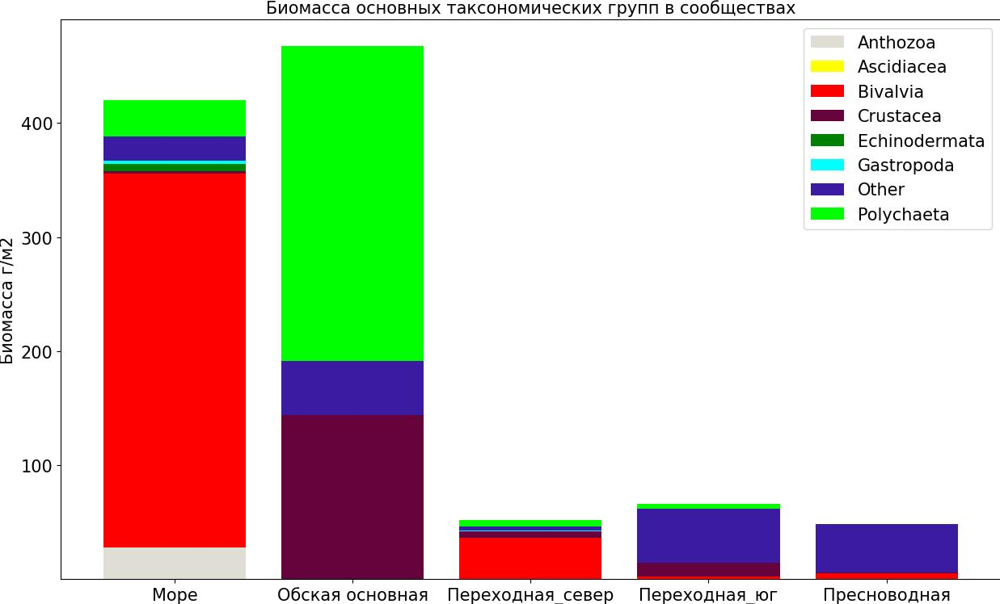 Биомасса основных таксономических групп в сообществах
Anthozoa
Ascidiacea
Bivalvia
Crustacea
Echinodermata
Gastropoda
Other
Polychaeta
Биомасса г/м2
400
300
200
100
Море
Обская основная
Переходная_север
Переходная_юг
Пресноводная